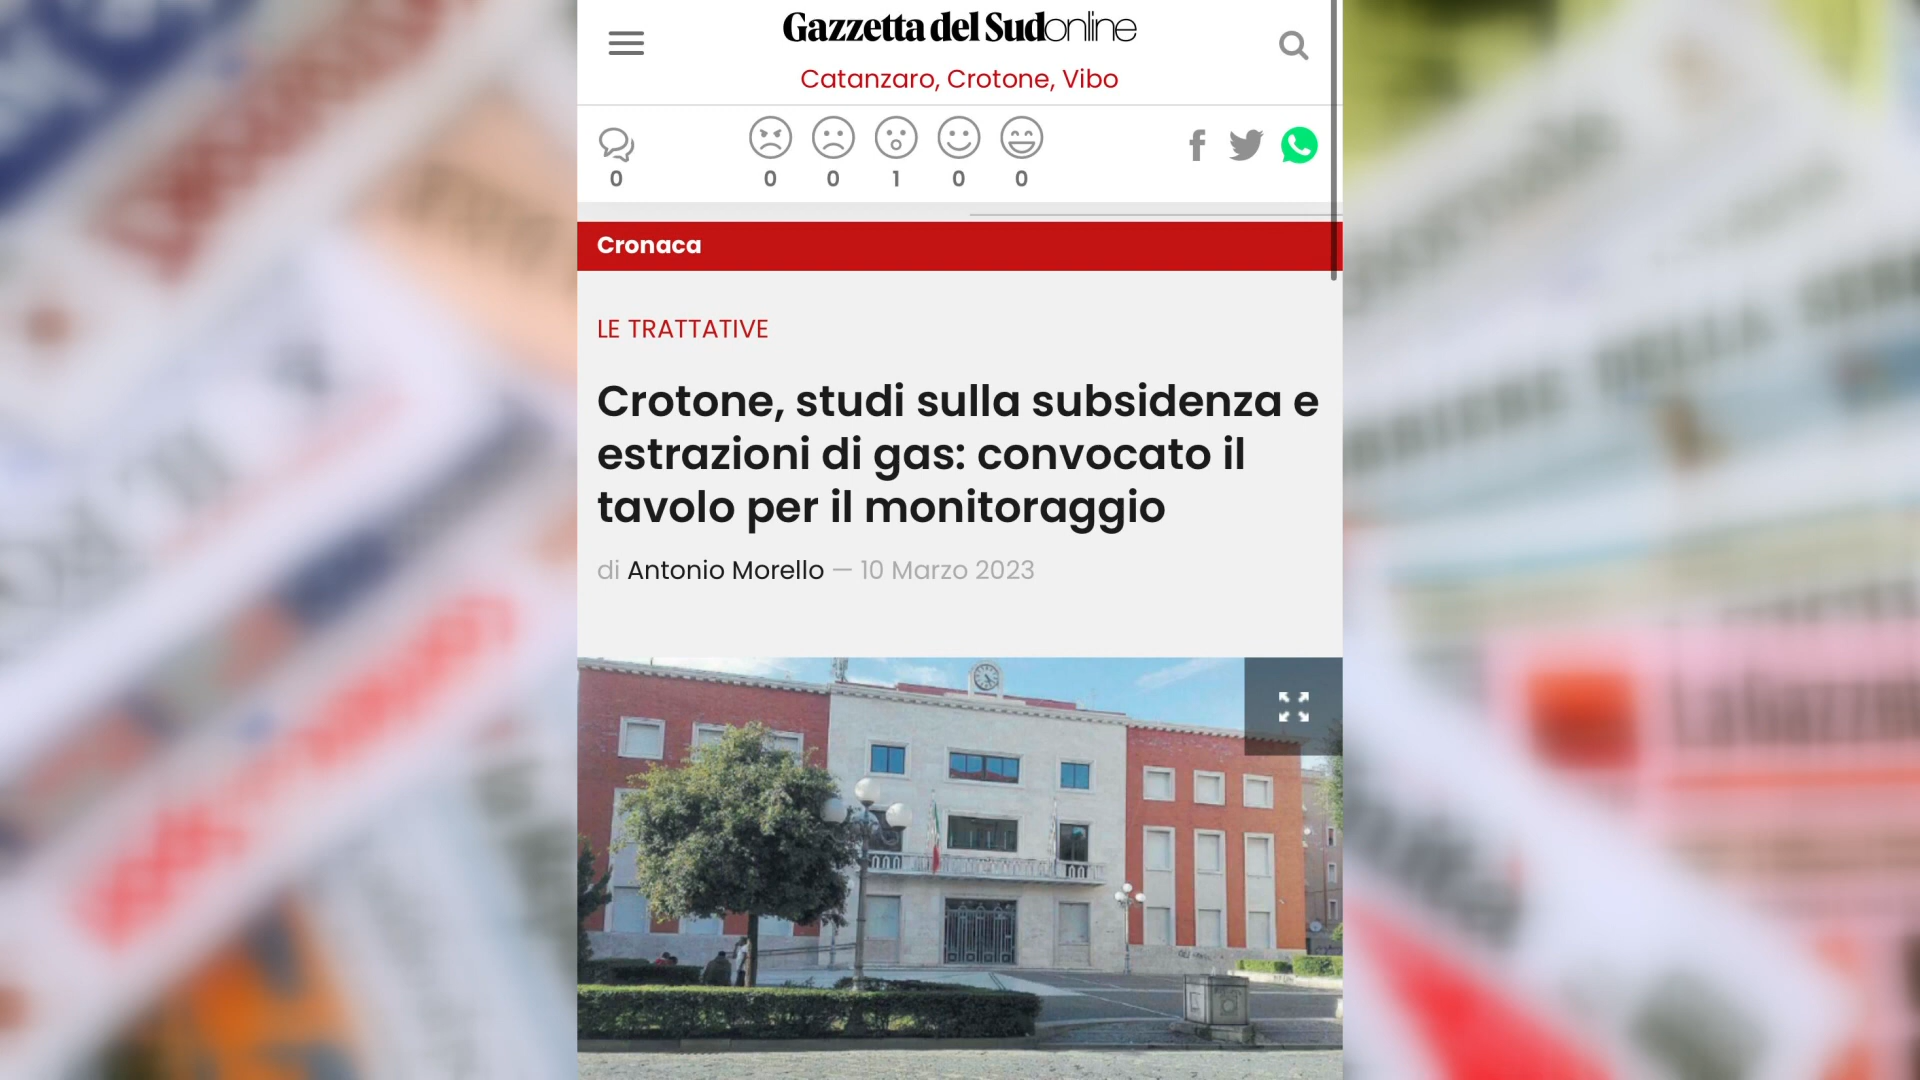 Gazzetta del Sudonline
Catanzaro, Crotone, Vibo
0
0
0
1
0
0
Cronaca
LE TRATTATIVE
Crotone, studi sulla subsidenza e
estrazioni di gas: convocato il
tavolo per il monitoraggio
di Antonio Morello — 10 Marzo 2023